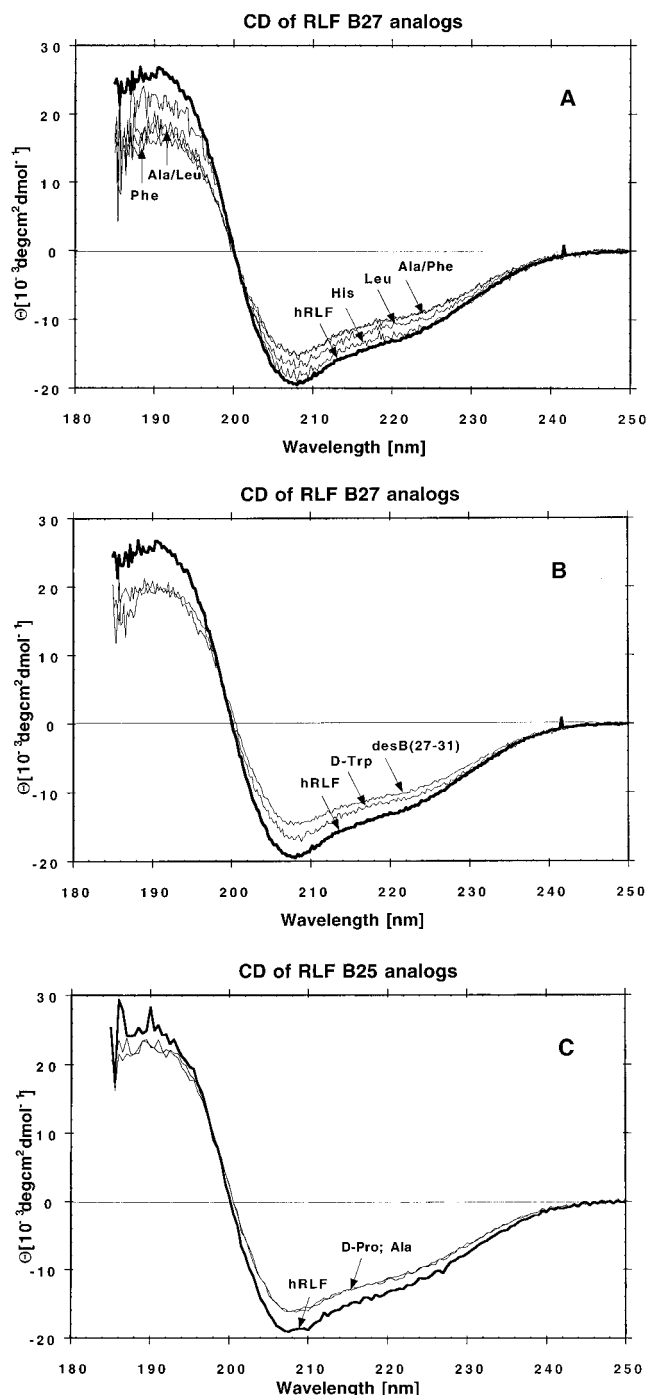 CD of RLF B27 analogs
30
20
10
0
-10
-20
Θ[10⁻³degcm²dmol⁻¹]
A
Ala/Leu
Phe
Ala/Phe
Leu
His
hRLF
180 190 200 210 220 230 240 250
Wavelength [nm]
CD of RLF B27 analogs
30
20
10
0
-10
-20
Θ[10⁻³degcm²dmol⁻¹]
B
desB(27-31)
D-Trp
hRLF
180 190 200 210 220 230 240 250
Wavelength [nm]
CD of RLF B25 analogs
30
20
10
0
-10
-20
Θ[10⁻³degcm²dmol⁻¹]
C
D-Pro; Ala
hRLF
180 190 200 210 220 230 240 250
Wavelength [nm]